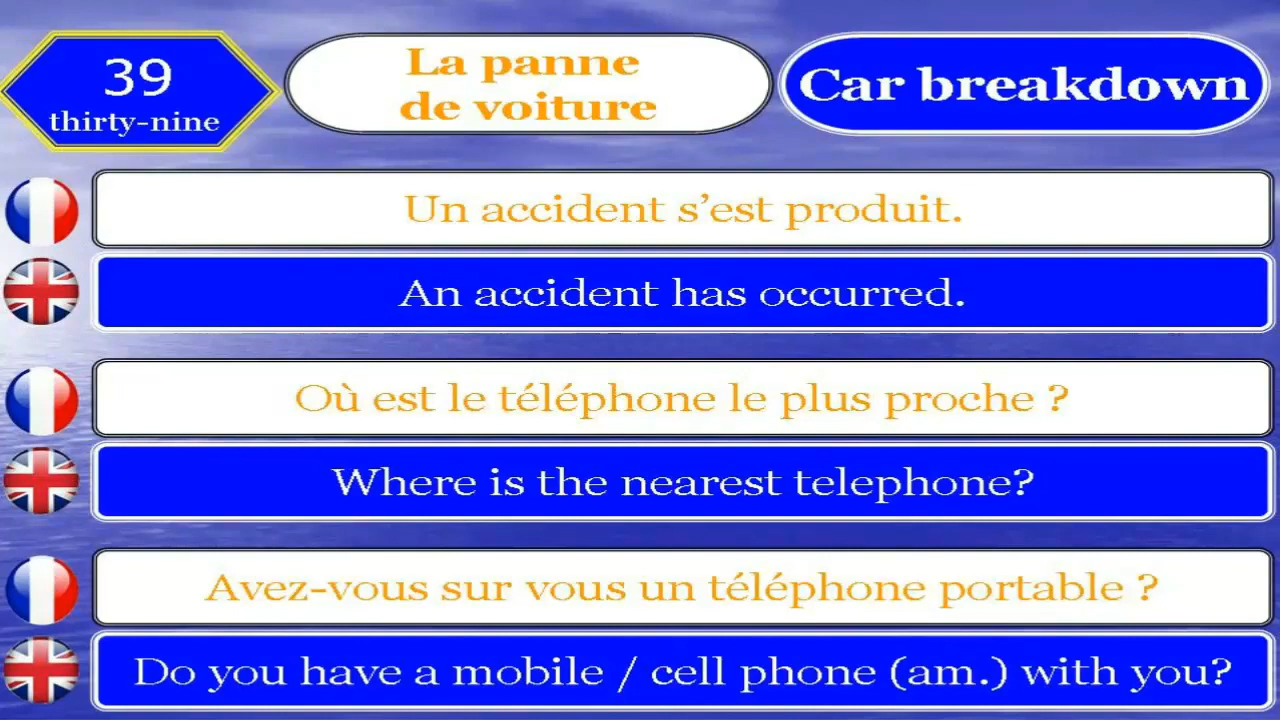 39
thirty-nine
La panne
de voiture
Car breakdown
Un accident s’est produit.
An accident has occurred.
Où est le téléphone le plus proche ?
Where is the nearest telephone?
Avez-vous sur vous un téléphone portable ?
Do you have a mobile / cell phone (am.) with you?